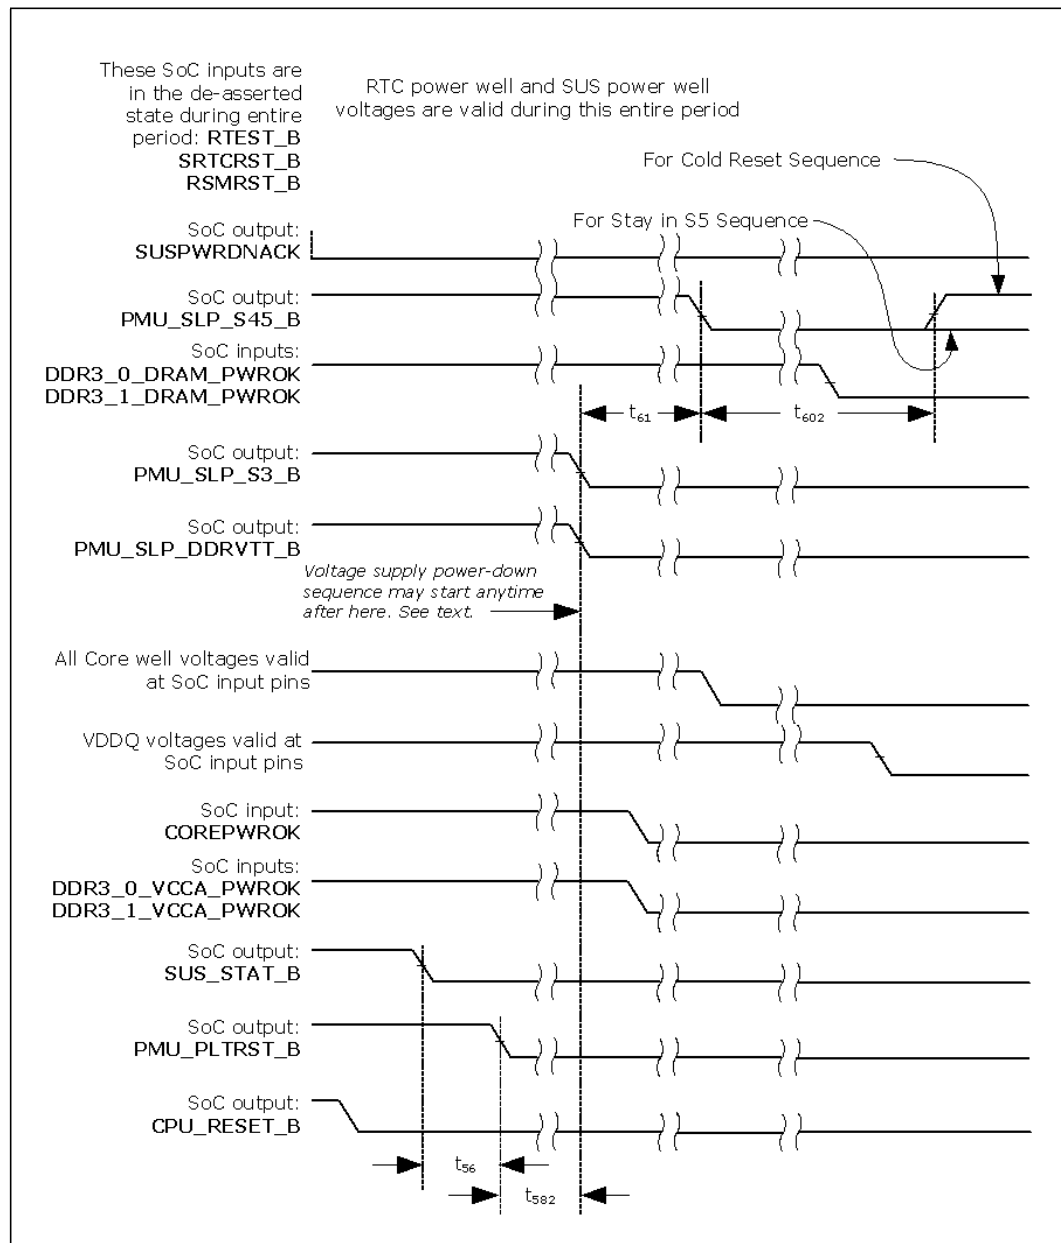 These SoC inputs are
in the de-asserted
state during entire
period: RTEST_B
SRTCRST_B
RSMRST_B
RTC power well and SUS power well
voltages are valid during this entire period
For Cold Reset Sequence
For Stay in S5 Sequence
SoC output:
SUSPWRDNACK
SoC output:
PMU_SLP_S45_B
SoC inputs:
DDR3_0_DRAM_PWROK
DDR3_1_DRAM_PWROK
t61
t602
SoC output:
PMU_SLP_S3_B
SoC output:
PMU_SLP_DDRVTT_B
Voltage supply power-down
sequence may start anytime
after here. See text.
All Core well voltages valid
at SoC input pins
VDDQ voltages valid at
SoC input pins
SoC input:
COREPWROK
SoC inputs:
DDR3_0_VCCA_PWROK
DDR3_1_VCCA_PWROK
SoC output:
SUS_STAT_B
SoC output:
PMU_PLTRST_B
SoC output:
CPU_RESET_B
t56
t582